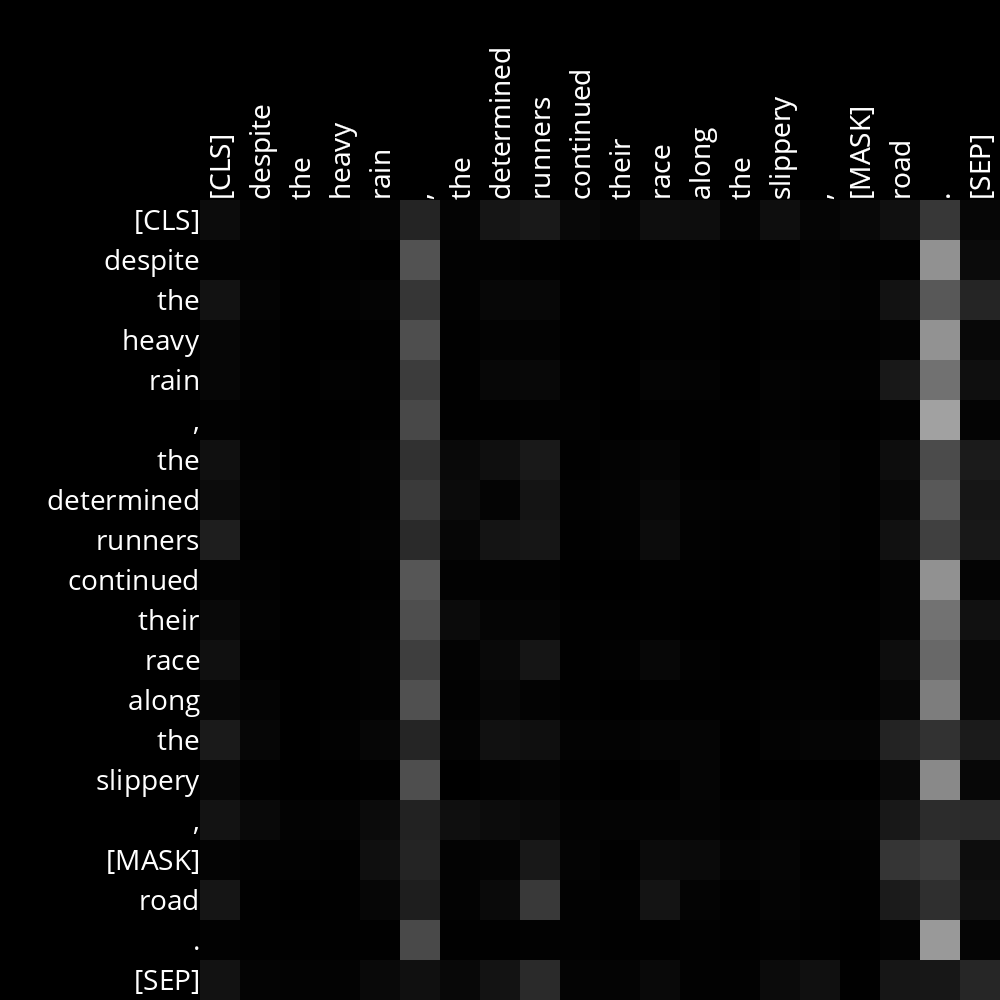 [CLS] despite the heavy rain , the determined runners continued their race along the slippery , [MASK] road . [SEP]
[CLS]
despite
the
heavy
rain
,
the
determined
runners
continued
their
race
along
the
slippery
,
[MASK]
road
.
[SEP]